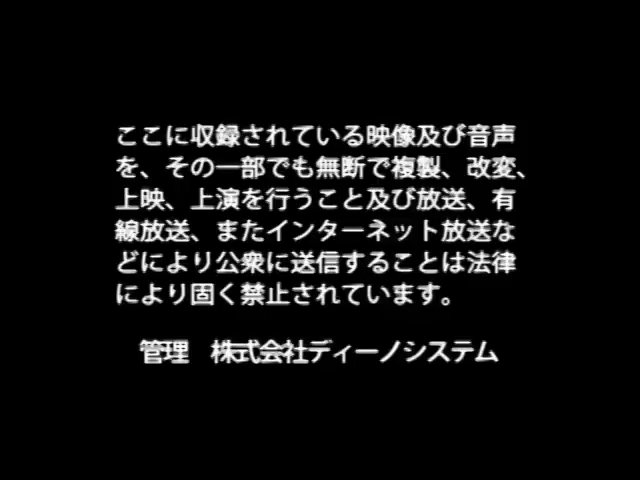 ここに収録されている映像及び音声
を、その一部でも無断で複製、改変、
上映、上演を行うこと及び放送、有
線放送、またインターネット放送な
どにより公衆に送信することは法律
により固く禁止されています。
管理　株式会社ディーノシステム